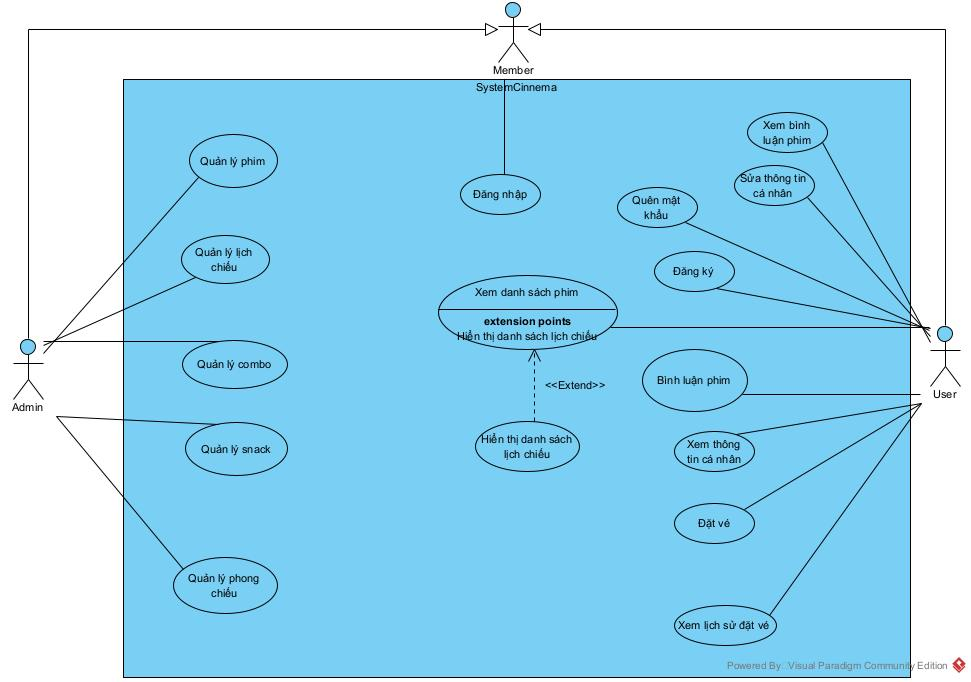 Member
SystemCinnema
Xem bình
luận phim
Quản lý phim
Sửa thông tin
cá nhân
Đăng nhập
Quên mật
khẩu
Quản lý lịch
chiếu
Đăng ký
Xem danh sách phim
extension points
Hiển thị danh sách lịch chiếu
Quản lý combo
Bình luận phim
<<Extend>>
Admin
User
Quản lý snack
Hiển thị danh sách
lịch chiếu
Xem thông
tin cá nhân
Đặt vé
Quản lý phong
chiếu
Xem lịch sử đặt vé
Powered By: Visual Paradigm Community Edition